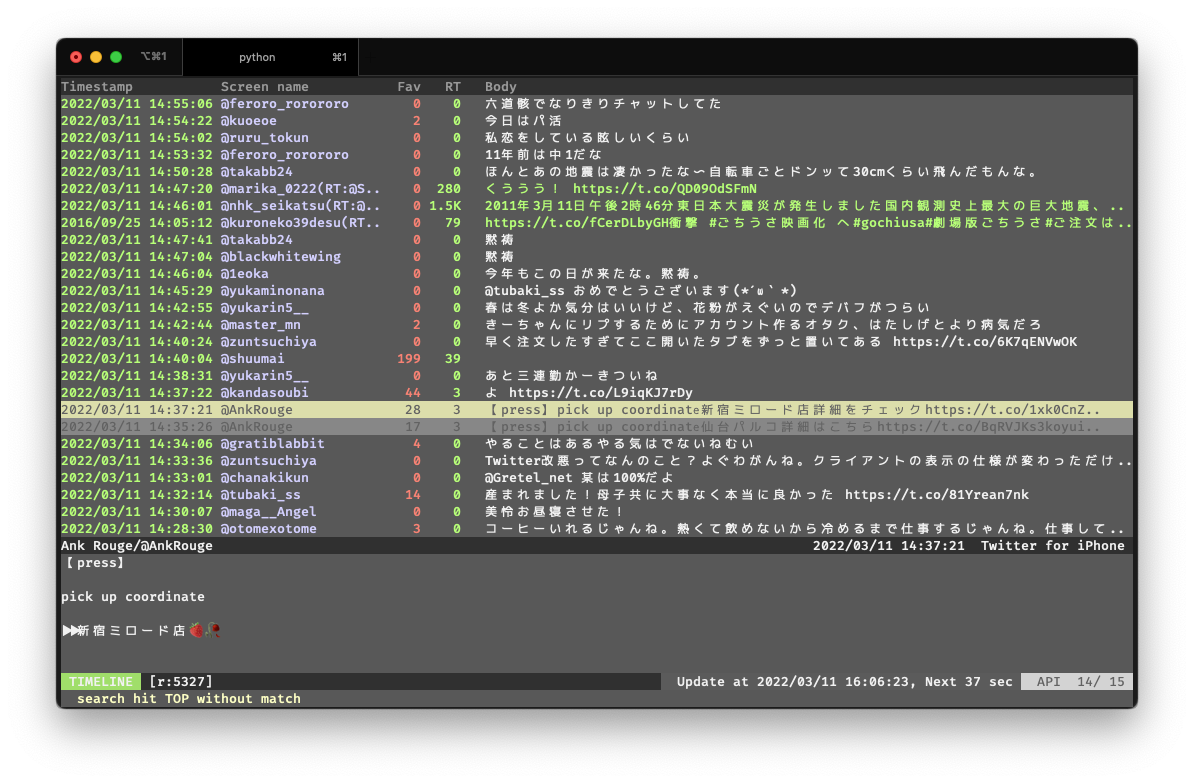 ⌥⌘1 python ⌘1
Timestamp Screen name Fav RT Body
2022/03/11 14:55:06 @feroro_rorororo 0 0 六道骸でなりきりチャットしてた
2022/03/11 14:54:22 @kuoeoe 2 0 今日はパ活
2022/03/11 14:54:02 @ruru_tokun 0 0 私恋をしている眩しいくらい
2022/03/11 14:53:32 @feroro_rorororo 0 0 11年前は中1だな
2022/03/11 14:50:28 @takabb24 0 0 ほんとあの地震は凄かったな〜自転車ごとドンッて30cmくらい飛んだもんな。
2022/03/11 14:47:20 @marika_0222(RT:@S.. 0 280 くううう！ https://t.co/QD09OdSFmN
2022/03/11 14:46:01 @nhk_seikatsu(RT:@.. 0 1.5K 2011年3月11日午後2時46分東日本大震災が発生しました国内観測史上最大の巨大地震、..
2016/09/25 14:05:12 @kuroneko39desu(RT.. 0 79 https://t.co/fCerDLbyGH衝撃 #ごちうさ映画化 へ#gochiusa#劇場版ごちうさ#ご注文は..
2022/03/11 14:47:41 @takabb24 0 0 黙祷
2022/03/11 14:47:04 @blackwhitewing 0 0 黙祷
2022/03/11 14:46:04 @1eoka 0 0 今年もこの日が来たな。黙祷。
2022/03/11 14:45:29 @yukaminonana 0 0 @tubaki_ss おめでとうございます(*´ω｀*)
2022/03/11 14:42:55 @yukarin5__ 0 0 春は冬よか気分はいいけど、花粉がえぐいのでデバフがつらい
2022/03/11 14:42:44 @master_mn 2 0 きーちゃんにリプするためにアカウント作るオタク、はたしげとより病気だろ
2022/03/11 14:40:24 @zuntsuchiya 0 0 早く注文したすぎてここ開いたタブをずっと置いてある https://t.co/6K7qENVwOK
2022/03/11 14:40:04 @shuumai 199 39
2022/03/11 14:38:31 @yukarin5__ 0 0 あと三連勤かーきついね
2022/03/11 14:37:22 @kandasoubi 44 3 よ https://t.co/L9iqKJ7rDy
2022/03/11 14:37:21 @AnkRouge 28 3 【press】pick up coordinate新宿ミロード店詳細をチェックhttps://t.co/1xk0CnZ..
2022/03/11 14:35:26 @AnkRouge 17 3 【press】pick up coordinate仙台パルコ詳細はこちらhttps://t.co/BqRVJKs3koyui..
2022/03/11 14:34:06 @gratiblabbit 4 0 やることはあるやる気はでないねむい
2022/03/11 14:33:36 @zuntsuchiya 0 0 Twitter改悪ってなんのこと？よぐわがんね。クライアントの表示の仕様が変わっただけ..
2022/03/11 14:33:01 @chanakikun 0 0 @Gretel_net 某は100%だよ
2022/03/11 14:32:14 @tubaki_ss 14 0 産まれました！母子共に大事なく本当に良かった https://t.co/81Yrean7nk
2022/03/11 14:30:07 @maga__Angel 0 0 美怜お昼寝させた！
2022/03/11 14:28:30 @otomexotome 3 0 コーヒーいれるじゃんね。熱くて飲めないから冷めるまで仕事するじゃんね。仕事して..
Ank Rouge/@AnkRouge 2022/03/11 14:37:21 Twitter for iPhone
【press】
pick up coordinate
▶▶新宿ミロード店🍓🥀
TIMELINE [r:5327] Update at 2022/03/11 16:06:23, Next 37 sec API 14/ 15
search hit TOP without match